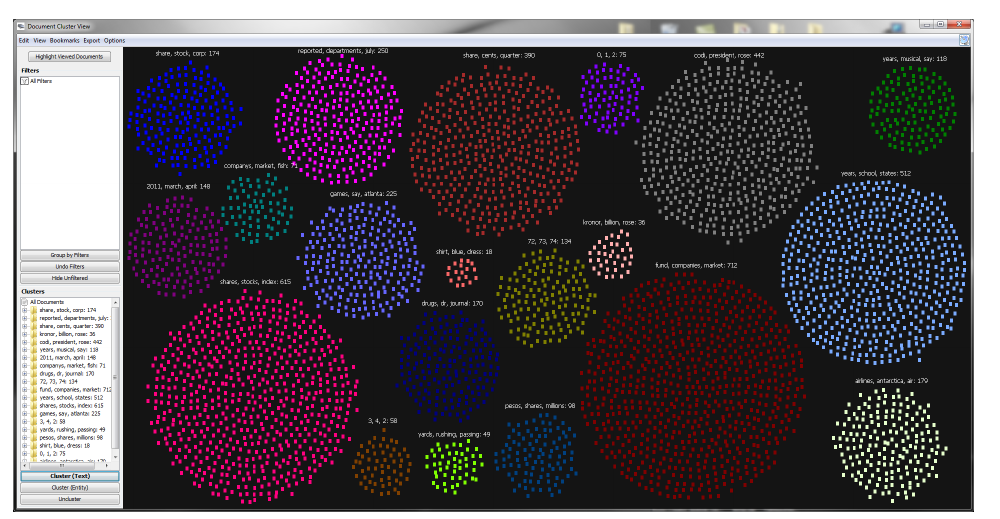 Document Cluster View
Edit View Bookmarks Export Options
Highlight Viewed Documents
Filters
All Filters
Group by Filters
Undo Filters
Hide Unfiltered
Clusters
All Documents
share, stock, corp: 174
reported, departments, july:
share, cents, quarter: 390
kronor, billion, rose: 36
codi, president, rose: 442
years, musical, say: 118
2011, march, april: 148
companys, market, fish: 71
drugs, dr, journal: 170
72, 73, 74: 134
fund, companies, market: 712
years, school, states: 512
shares, stocks, index: 615
games, say, atlanta: 225
3, 4, 2: 58
yards, rushing, passing: 49
pesos, shares, millions: 98
shirt, blue, dress: 18
0, 1, 2: 75
airlines, antarctica, air: 179
Cluster (Text)
Cluster (Entity)
Uncluster
share, stock, corp: 174
reported, departments, july: 250
share, cents, quarter: 390
0, 1, 2: 75
codi, president, rose: 442
years, musical, say: 118
companys, market, fish: 71
2011, march, april: 148
games, say, atlanta: 225
years, school, states: 512
kronor, billion, rose: 36
72, 73, 74: 134
shirt, blue, dress: 18
fund, companies, market: 712
shares, stocks, index: 615
drugs, dr, journal: 170
airlines, antarctica, air: 179
pesos, shares, millions: 98
3, 4, 2: 58
yards, rushing, passing: 49